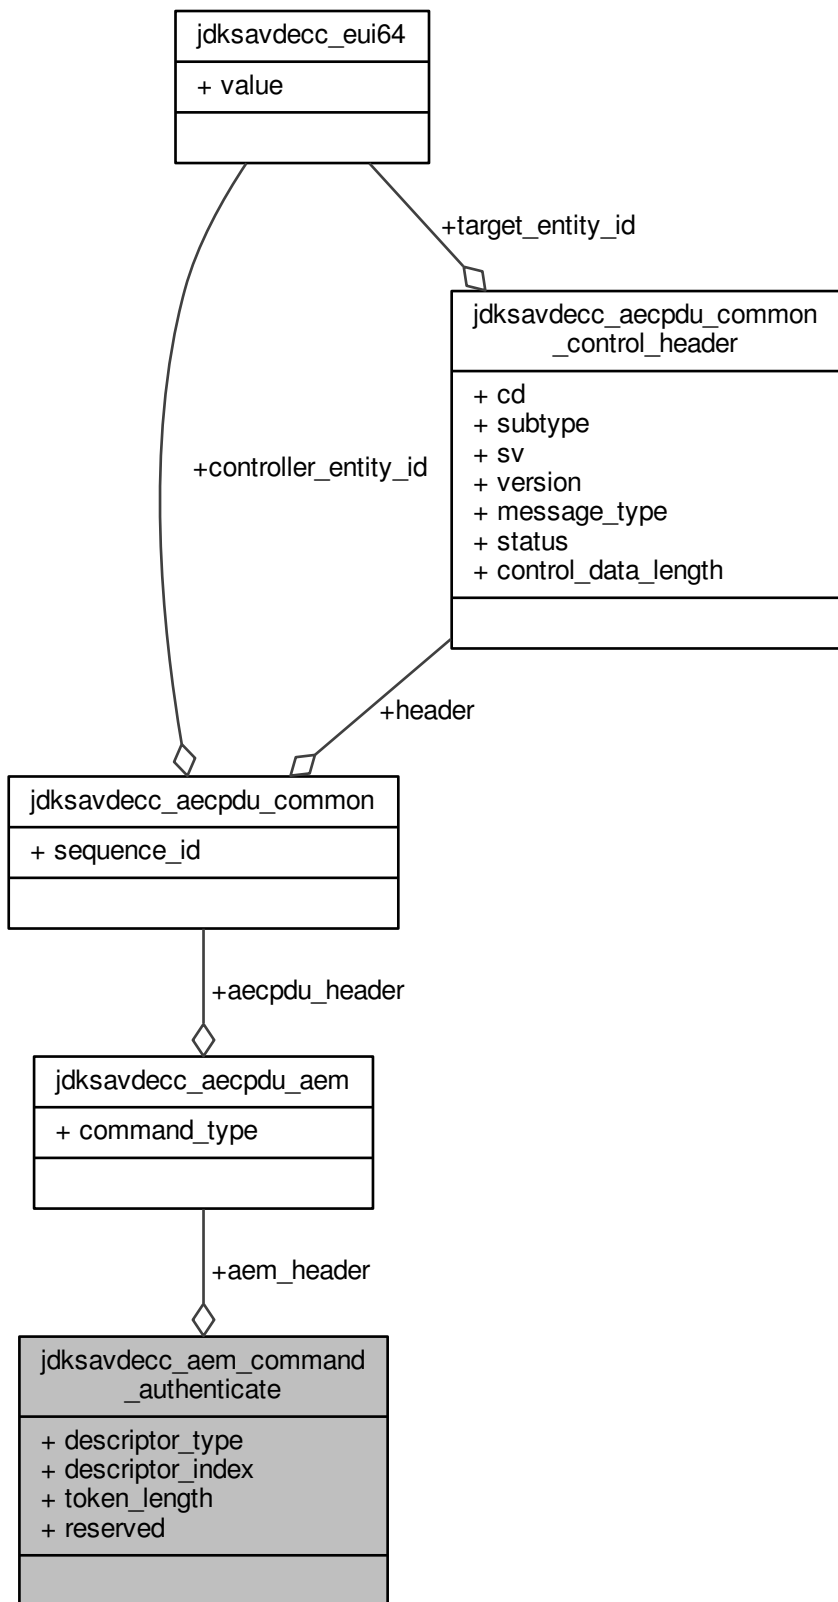 jdksavdecc_eui64
+ value
+target_entity_id
jdksavdecc_aecpdu_common
_control_header
+ cd
+ subtype
+ sv
+ version
+ message_type
+ status
+ control_data_length
+controller_entity_id
+header
jdksavdecc_aecpdu_common
+ sequence_id
+aecpdu_header
jdksavdecc_aecpdu_aem
+ command_type
+aem_header
jdksavdecc_aem_command
_authenticate
+ descriptor_type
+ descriptor_index
+ token_length
+ reserved